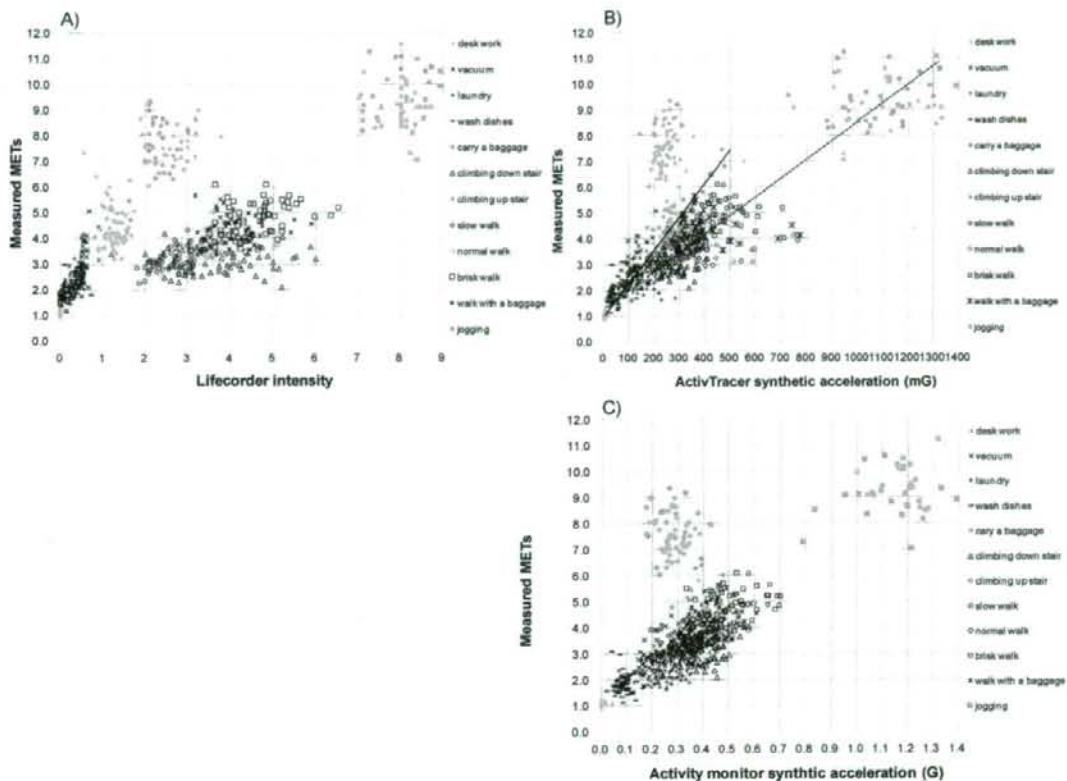 A)
12.0
11.0
10.0
9.0
8.0
7.0
6.0
5.0
4.0
3.0
2.0
1.0
0.0
Measured METs
0 1 2 3 4 5 6 7 8 9
Lifecorder intensity
desk work
vacuum
laundry
wash dishes
carry a baggage
climbing down stair
climbing up stair
slow walk
normal walk
brisk walk
walk with a baggage
jogging
B)
12.0
11.0
10.0
9.0
8.0
7.0
6.0
5.0
4.0
3.0
2.0
1.0
0.0
Measured METs
0 100 200 300 400 500 600 700 800 900 1000 1100 1200 1300 1400
ActivTracer synthetic acceleration (mG)
desk work
vacuum
laundry
wash dishes
carry a baggage
climbing down stair
climbing up stair
slow walk
normal walk
brisk walk
walk with a baggage
jogging
C)
12.0
11.0
10.0
9.0
8.0
7.0
6.0
5.0
4.0
3.0
2.0
1.0
0.0
Measured METs
0.0 0.1 0.2 0.3 0.4 0.5 0.6 0.7 0.8 0.9 1.0 1.1 1.2 1.3 1.4
Activity monitor synthtic acceleration (G)
desk work
vacuum
laundry
wash dishes
cary a baggage
climbing down stair
climbing up stair
slow walk
normal walk
brisk walk
walk with a baggage
jogging